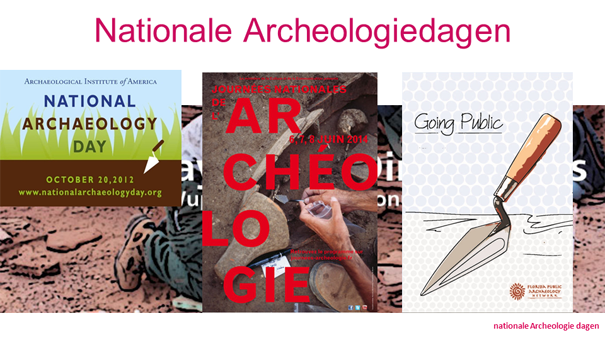 Nationale Archeologiedagen
ARCHAEOLOGICAL INSTITUTE of AMERICA
NATIONAL
ARCHAEOLOGY
DAY
OCTOBER 20, 2012
www.nationalarchaeologyday.org
JOURNÉES NATIONALES
DE
L'
AR
6, 7, 8 JUIN 2014
CHEO
LO
GIE
Going Public
FLORIDA PUBLIC
ARCHAEOLOGY
NETWORK
nationale Archeologie dagen